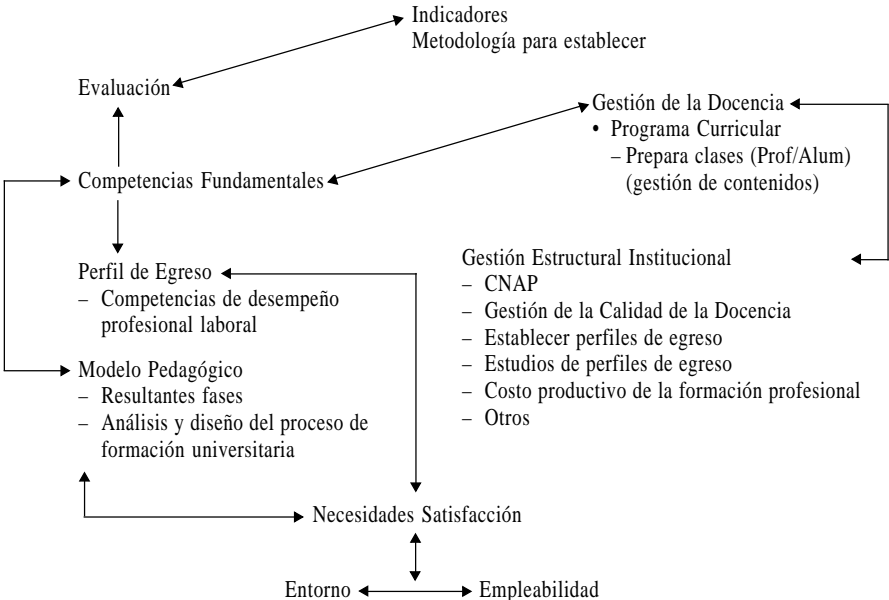 Indicadores
Metodología para establecer
Evaluación
Gestión de la Docencia
• Programa Curricular
– Prepara clases (Prof/Alum)
(gestión de contenidos)
Competencias Fundamentales
Perfil de Egreso
– Competencias de desempeño
profesional laboral
Modelo Pedagógico
– Resultantes fases
– Análisis y diseño del proceso de
formación universitaria
Gestión Estructural Institucional
– CNAP
– Gestión de la Calidad de la Docencia
– Establecer perfiles de egreso
– Estudios de perfiles de egreso
– Costo productivo de la formación profesional
– Otros
Necesidades Satisfacción
Entorno
Empleabilidad